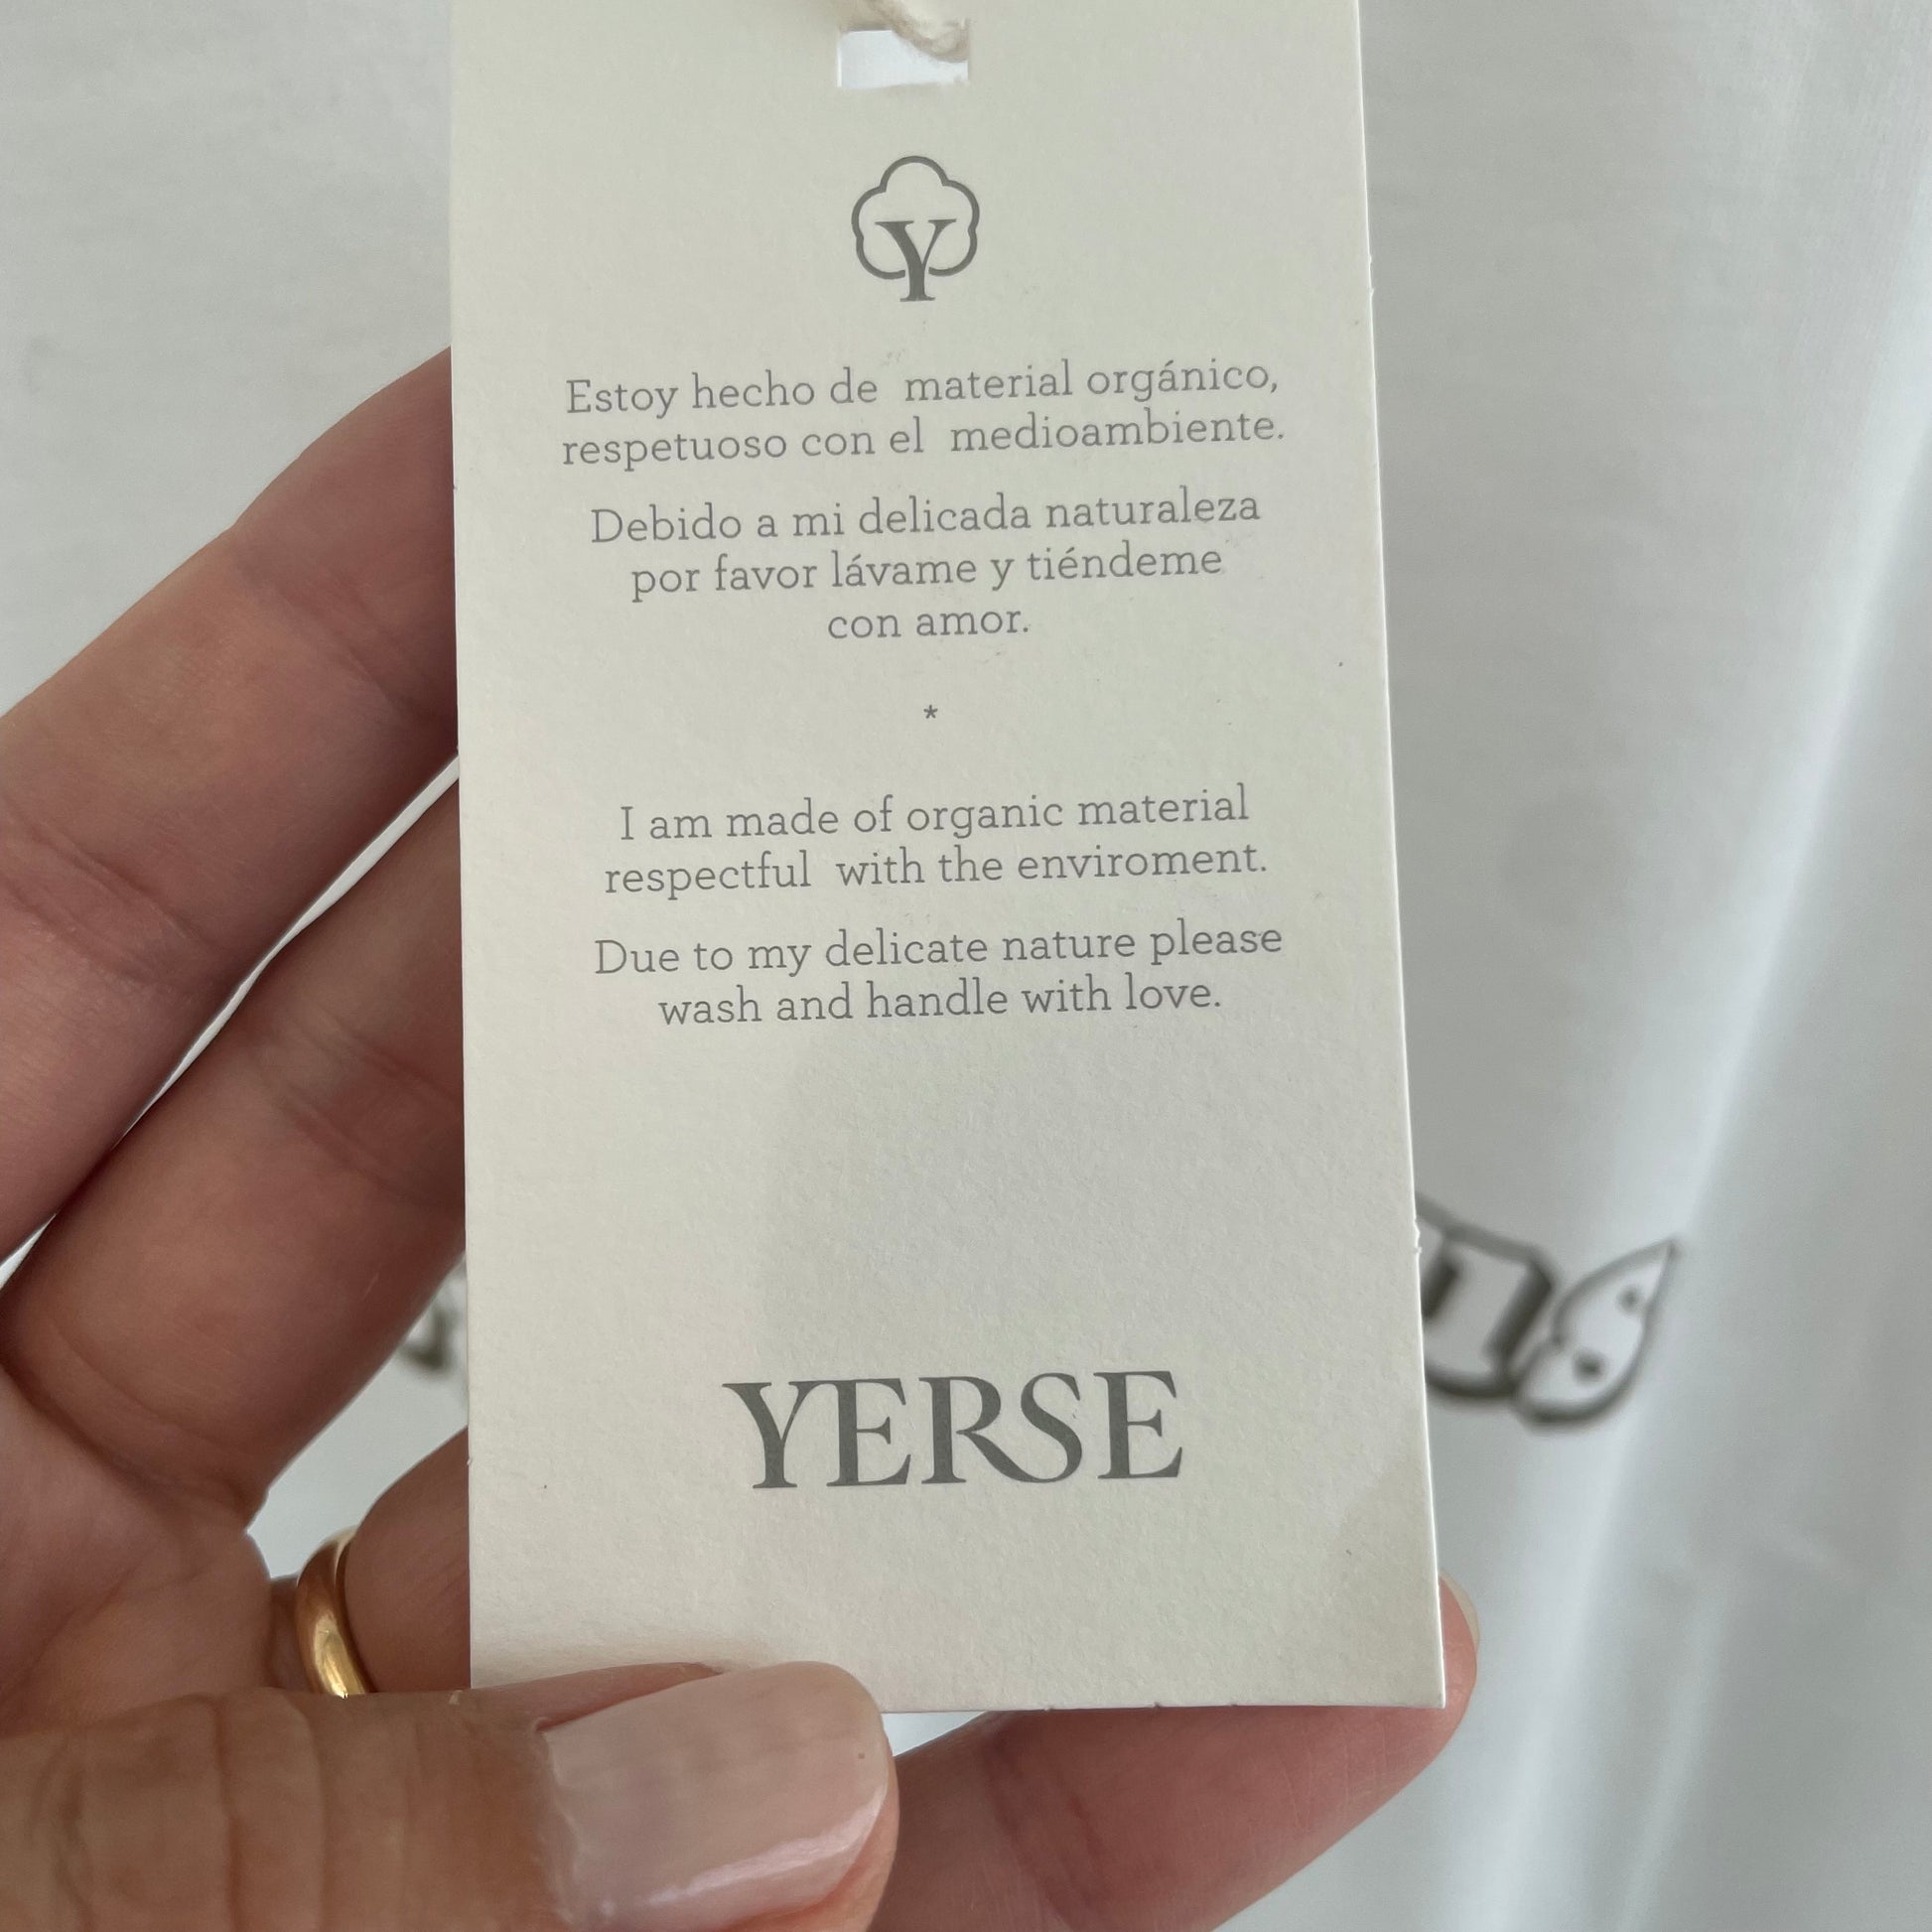 Y
Estoy hecho de material orgánico,
respetuoso con el medioambiente.
Debido a mi delicada naturaleza
por favor lávame y tiéndeme
con amor.
*
I am made of organic material
respectful with the enviroment.
Due to my delicate nature please
wash and handle with love.
YERSE